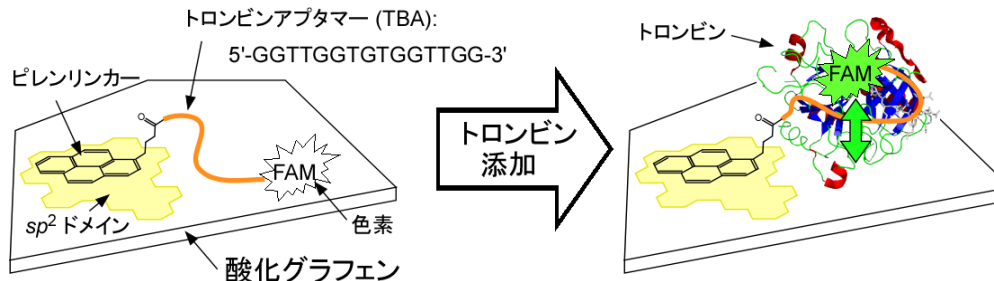 トロンビンアプタマー (TBA):
5'-GGTTGGTGTGGTTGG-3'
ピレンリンカー
O
FAM
sp² ドメイン
色素
酸化グラフェン
トロンビン
添加
トロンビン
FAM
O